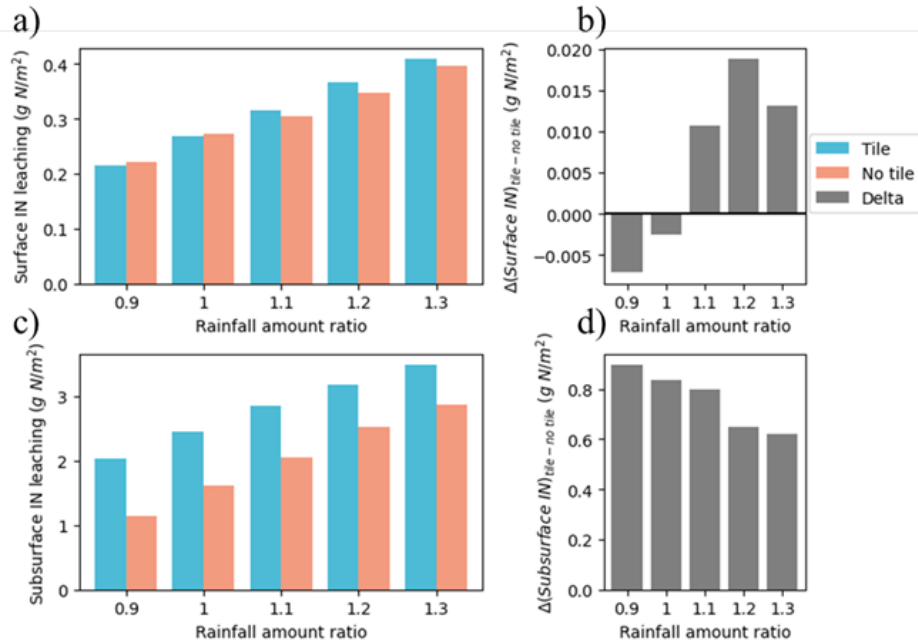 a)
Surface IN leaching (g N/m²)
0.4
0.3
0.2
0.1
0.0
0.9 1 1.1 1.2 1.3
Rainfall amount ratio
b)
Δ(Surface IN)tile − no tile (g N/m²)
0.020
0.015
0.010
0.005
0.000
−0.005
0.9 1 1.1 1.2 1.3
Rainfall amount ratio
Tile
No tile
Delta
c)
Subsurface IN leaching (g N/m²)
3
2
1
0
0.9 1 1.1 1.2 1.3
Rainfall amount ratio
d)
Δ(Subsurface IN)tile − no tile (g N/m²)
0.8
0.6
0.4
0.2
0.0
0.9 1 1.1 1.2 1.3
Rainfall amount ratio